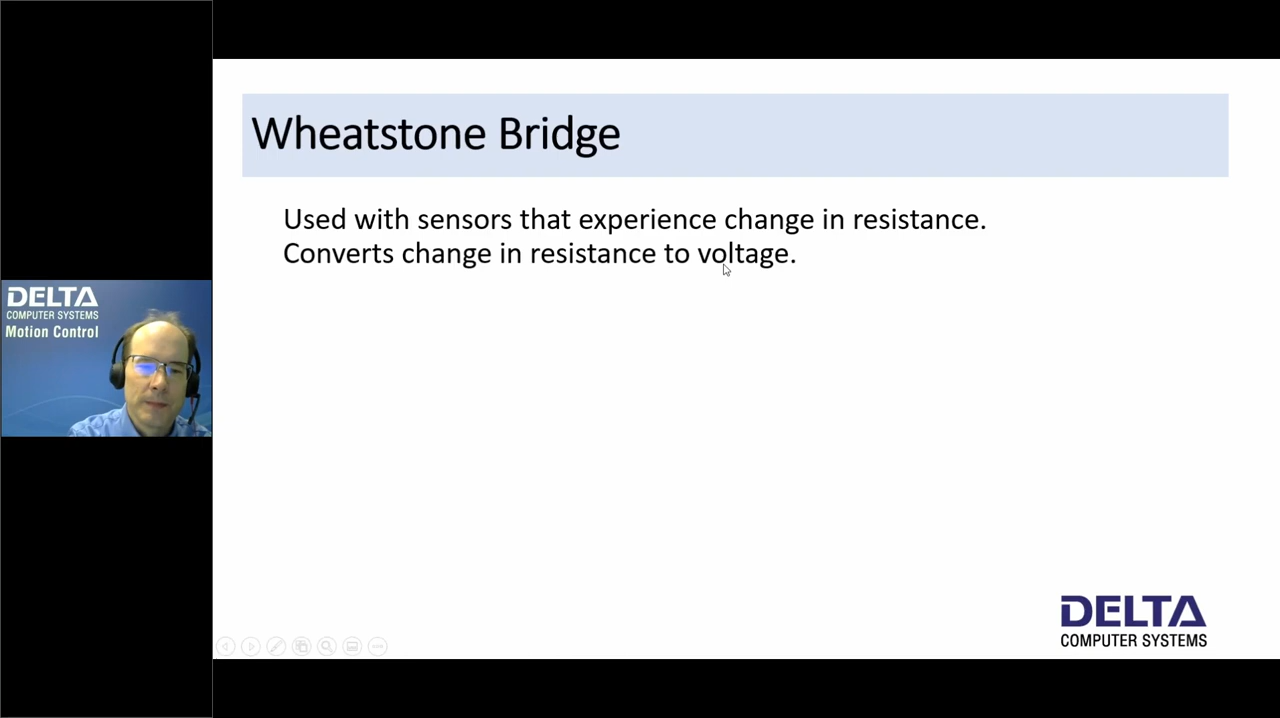 Wheatstone Bridge
Used with sensors that experience change in resistance.
Converts change in resistance to voltage.
DELTA
COMPUTER SYSTEMS
Motion Control
DELTA
COMPUTER SYSTEMS